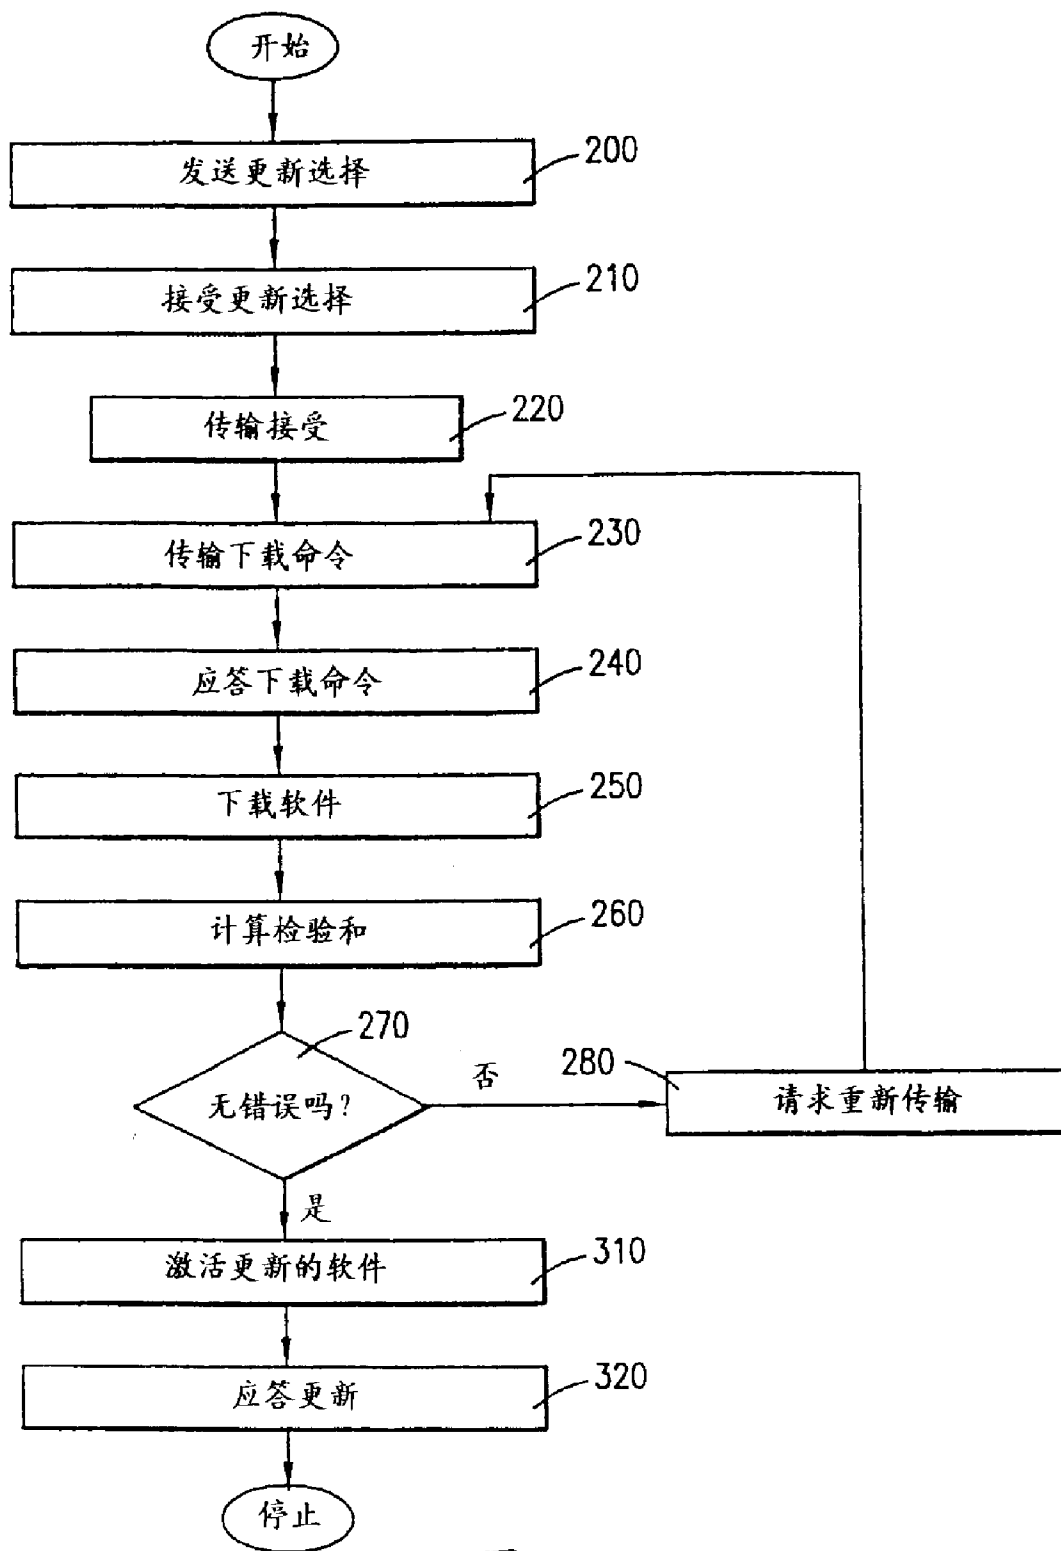 开始
发送更新选择
200
接受更新选择
210
传输接受
220
传输下载命令
230
应答下载命令
240
下载软件
250
计算检验和
260
270
无错误吗?
否
280
请求重新传输
是
激活更新的软件
310
应答更新
320
停止